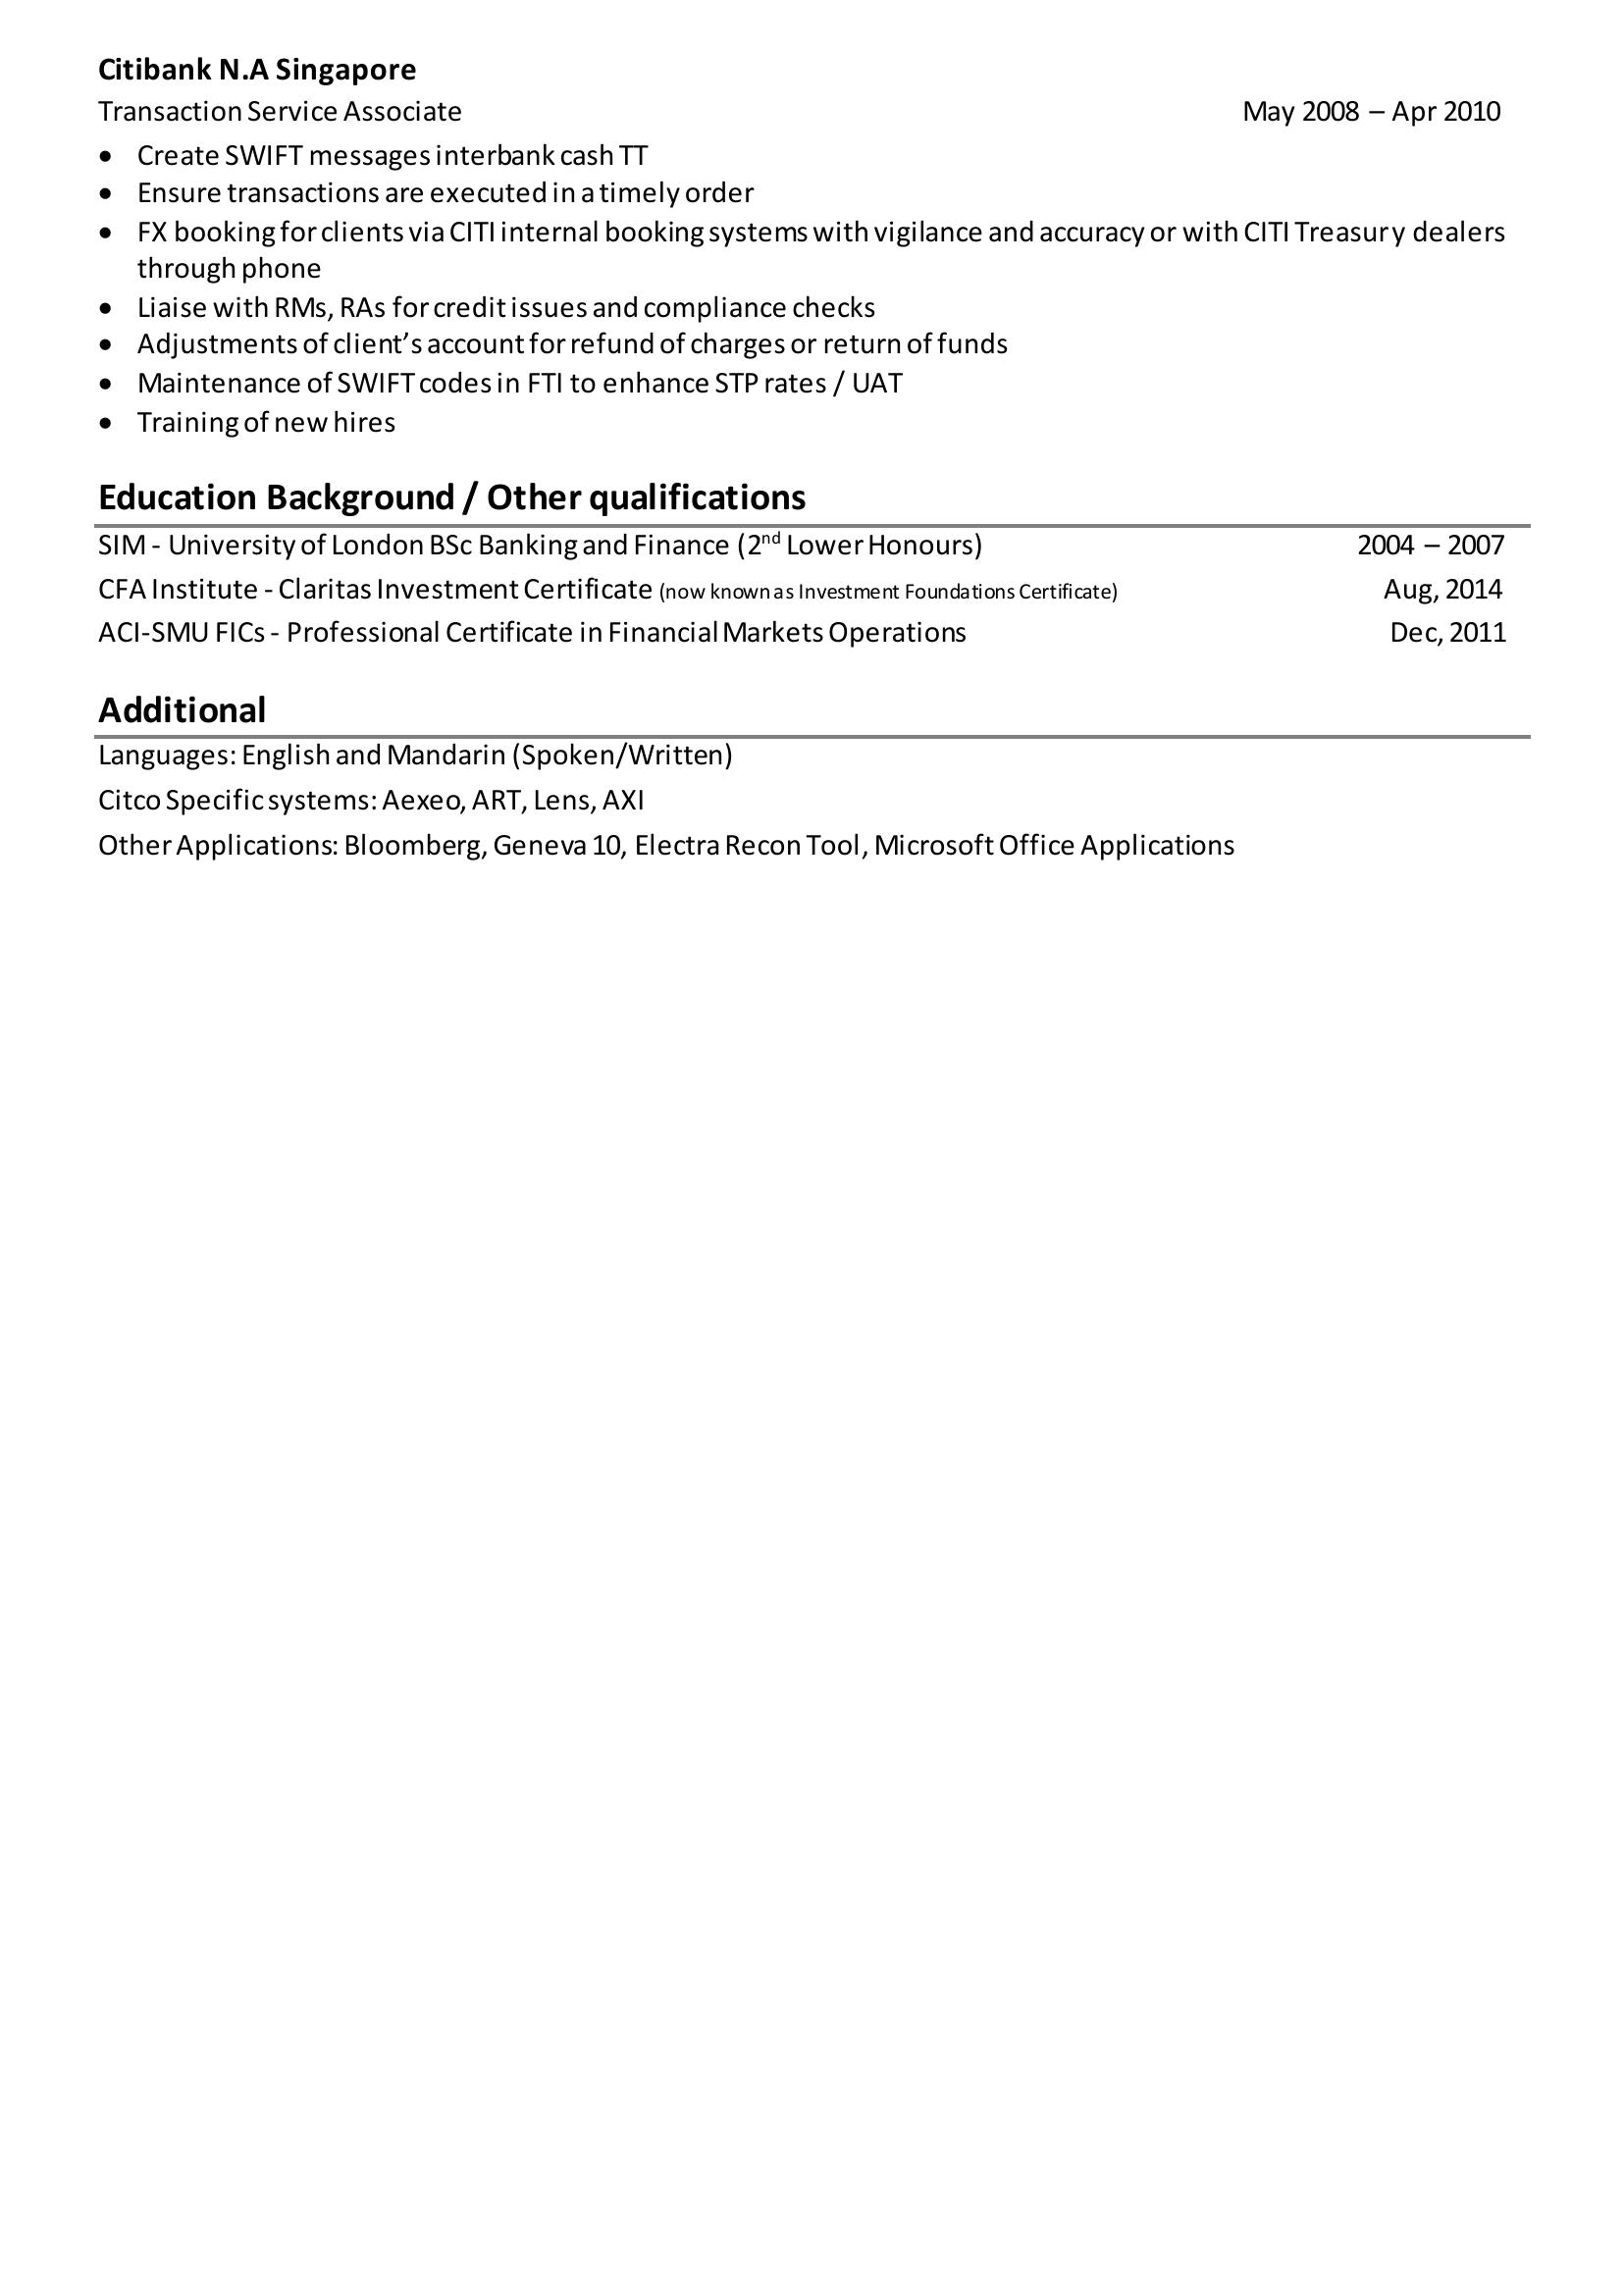 Citibank N.A Singapore
Transaction Service Associate May 2008 – Apr 2010
• Create SWIFT messages interbank cash TT
• Ensure transactions are executed in a timely order
• FX booking for clients via CITI internal booking systems with vigilance and accuracy or with CITI Treasury dealers
through phone
• Liaise with RMs, RAs for credit issues and compliance checks
• Adjustments of client’s account for refund of charges or return of funds
• Maintenance of SWIFT codes in FTI to enhance STP rates / UAT
• Training of new hires
Education Background / Other qualifications
SIM - University of London BSc Banking and Finance (2nd Lower Honours) 2004 – 2007
CFA Institute - Claritas Investment Certificate (now known as Investment Foundations Certificate) Aug, 2014
ACI-SMU FICs - Professional Certificate in Financial Markets Operations Dec, 2011
Additional
Languages: English and Mandarin (Spoken/Written)
Citco Specific systems: Aexeo, ART, Lens, AXI
Other Applications: Bloomberg, Geneva 10, Electra Recon Tool, Microsoft Office Applications